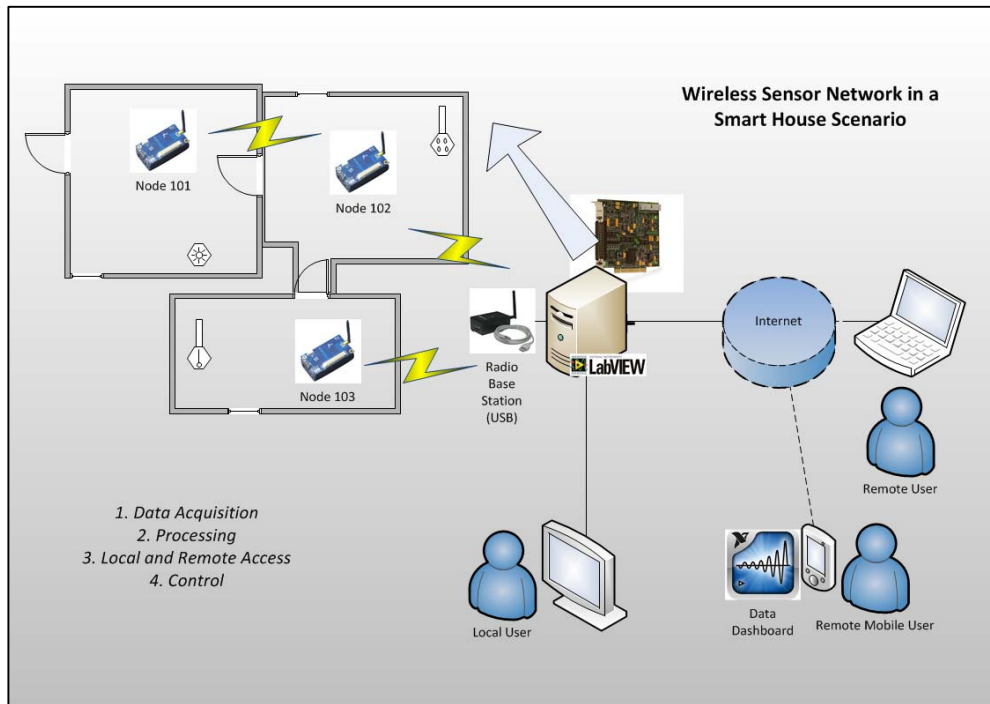 Wireless Sensor Network in a
Smart House Scenario
Node 101
Node 102
Node 103
Radio
Base
Station
(USB)
LabVIEW
Internet
Remote User
1. Data Acquisition
2. Processing
3. Local and Remote Access
4. Control
Local User
Data
Dashboard
Remote Mobile User